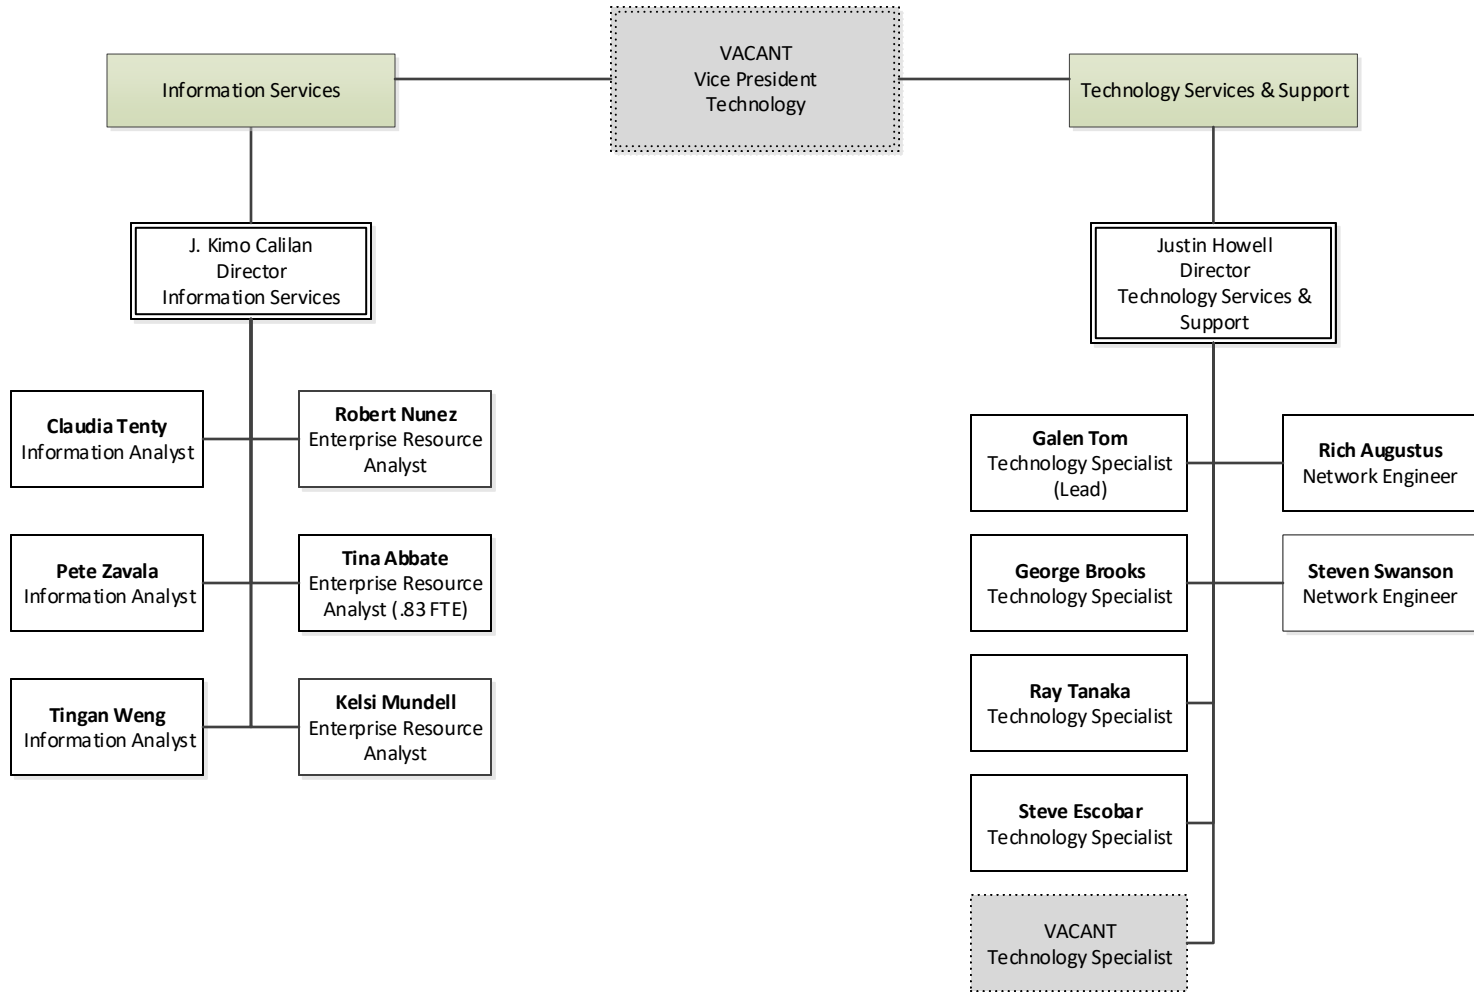 VACANT
Vice President
Technology
Information Services
Technology Services & Support
J. Kimo Calilan
Director
Information Services
Justin Howell
Director
Technology Services &
Support
Claudia Tenty
Information Analyst
Robert Nunez
Enterprise Resource
Analyst
Pete Zavala
Information Analyst
Tina Abbate
Enterprise Resource
Analyst (.83 FTE)
Tingan Weng
Information Analyst
Kelsi Mundell
Enterprise Resource
Analyst
Galen Tom
Technology Specialist
(Lead)
Rich Augustus
Network Engineer
George Brooks
Technology Specialist
Steven Swanson
Network Engineer
Ray Tanaka
Technology Specialist
Steve Escobar
Technology Specialist
VACANT
Technology Specialist